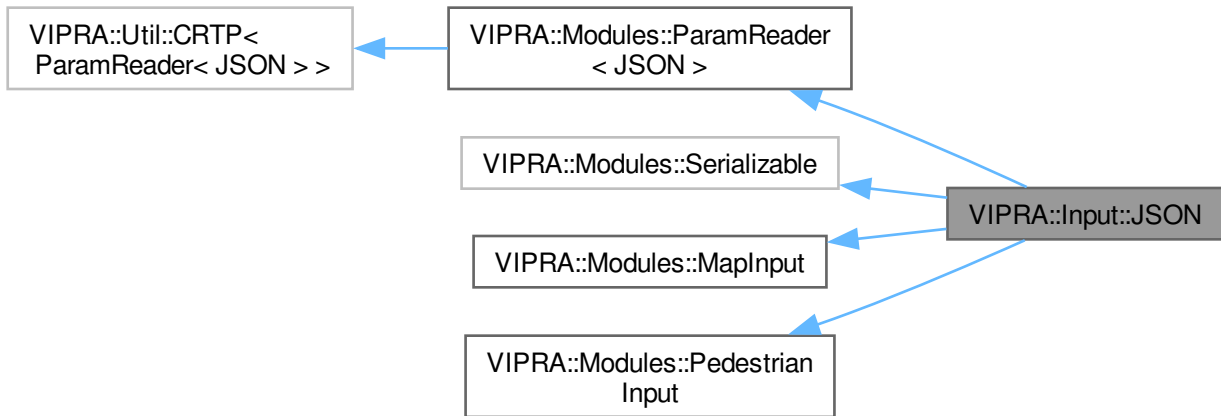 VIPRA::Util::CRTP<
ParamReader< JSON > >
VIPRA::Modules::ParamReader
< JSON >
VIPRA::Modules::Serializable
VIPRA::Input::JSON
VIPRA::Modules::MapInput
VIPRA::Modules::Pedestrian
Input